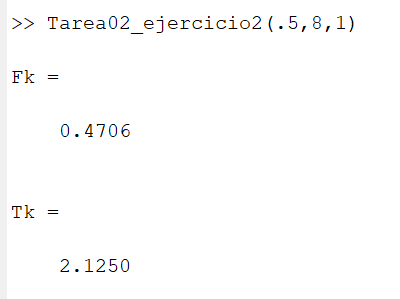 >> Tarea02_ejercicio2(.5,8,1)
Fk =
0.4706
Tk =
2.1250